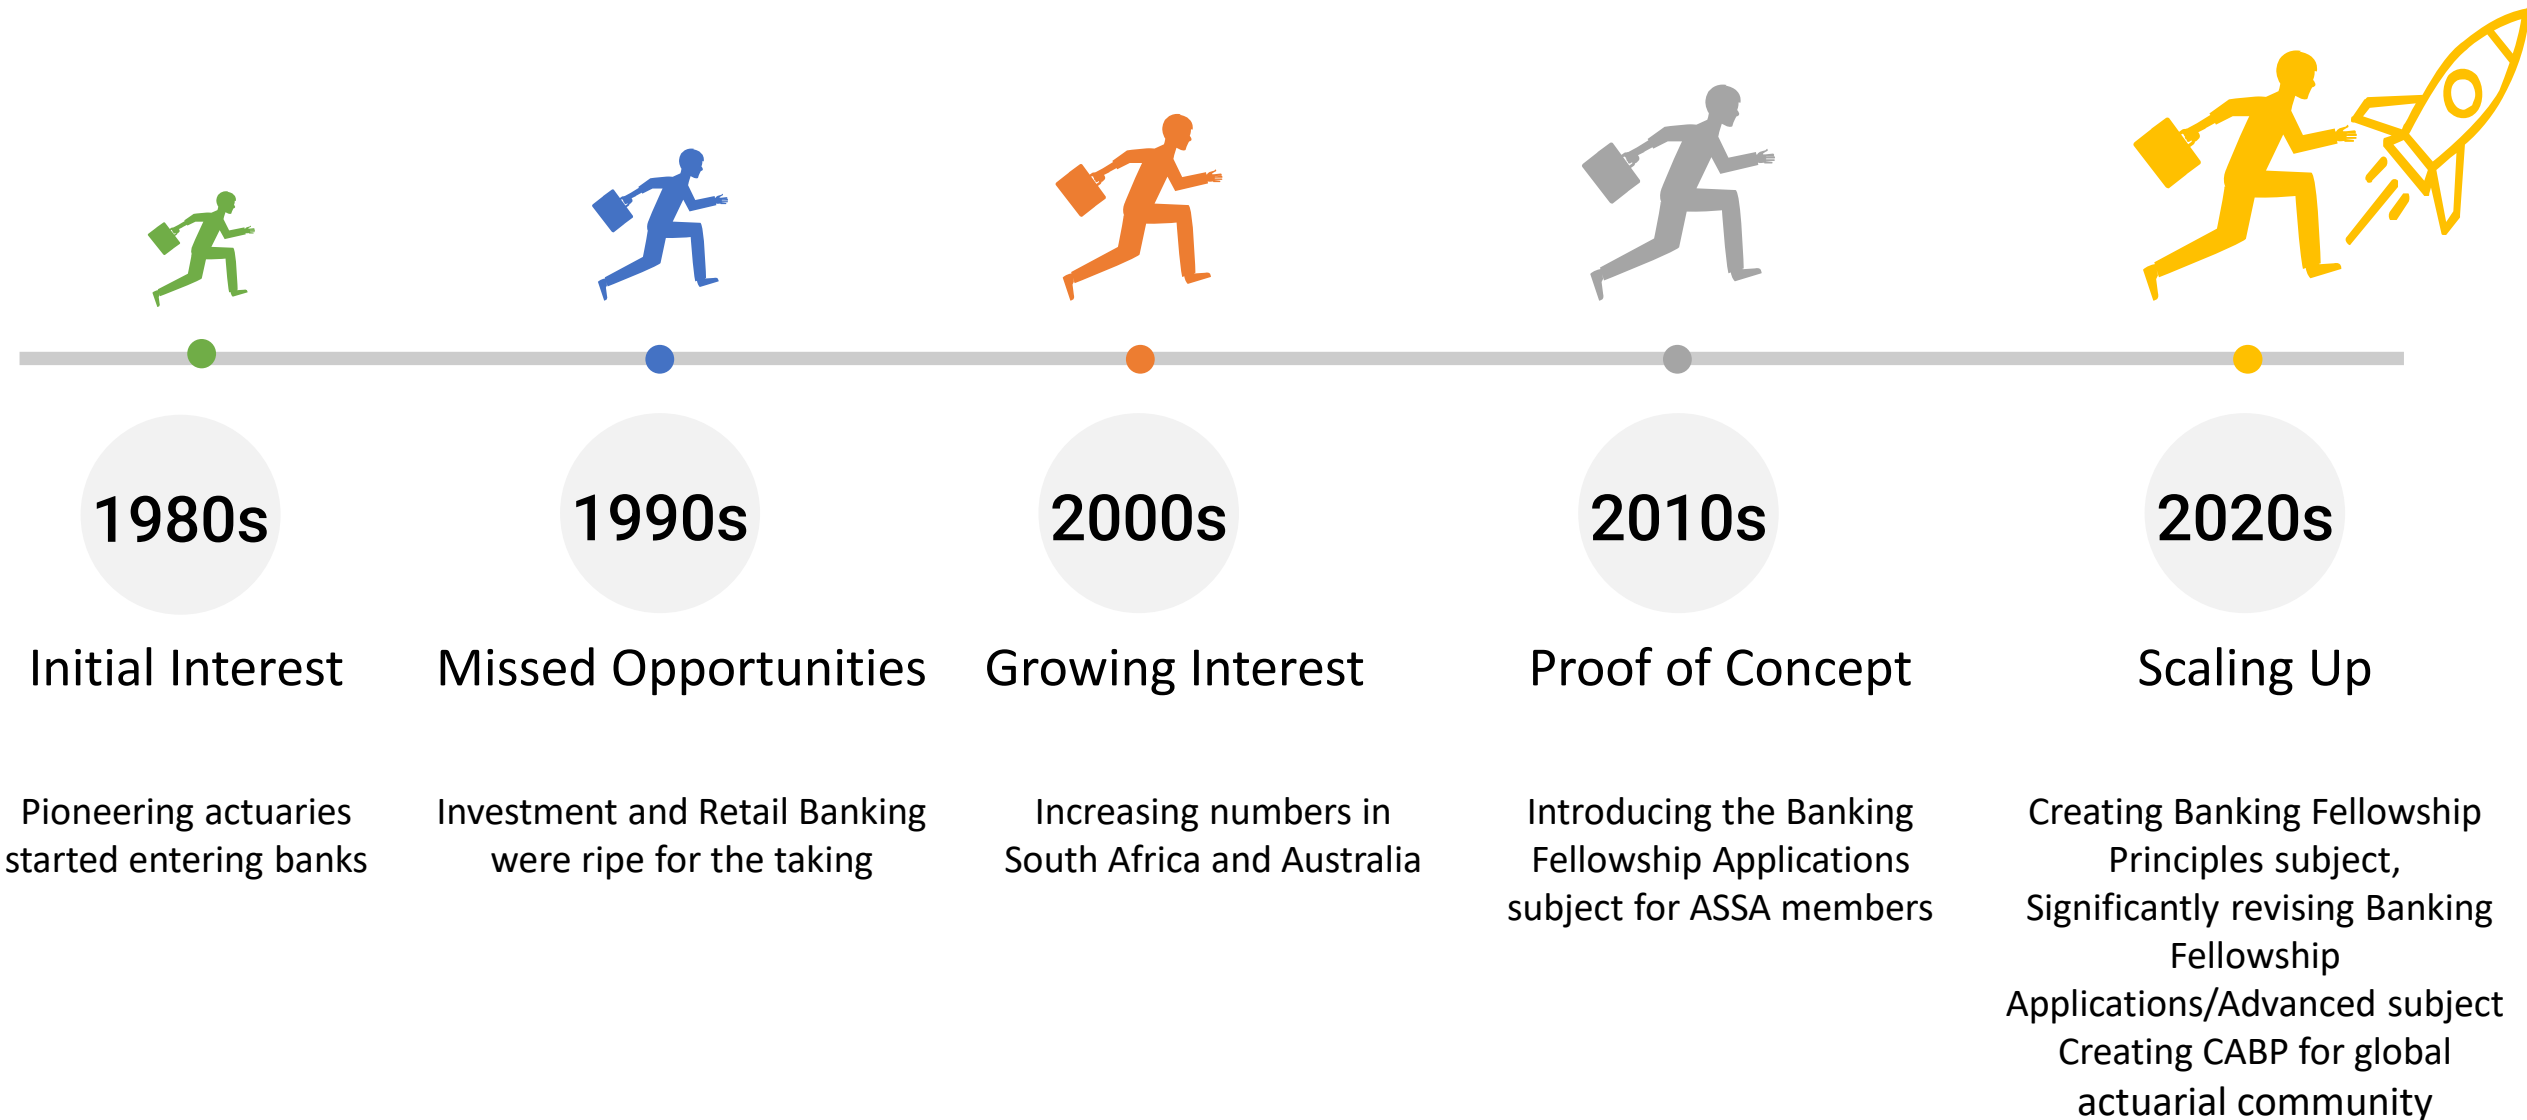 1980s
Initial Interest
Pioneering actuaries
started entering banks
1990s
Missed Opportunities
Investment and Retail Banking
were ripe for the taking
2000s
Growing Interest
Increasing numbers in
South Africa and Australia
2010s
Proof of Concept
Introducing the Banking
Fellowship Applications
subject for ASSA members
2020s
Scaling Up
Creating Banking Fellowship
Principles subject,
Significantly revising Banking
Fellowship
Applications/Advanced subject
Creating CABP for global
actuarial community